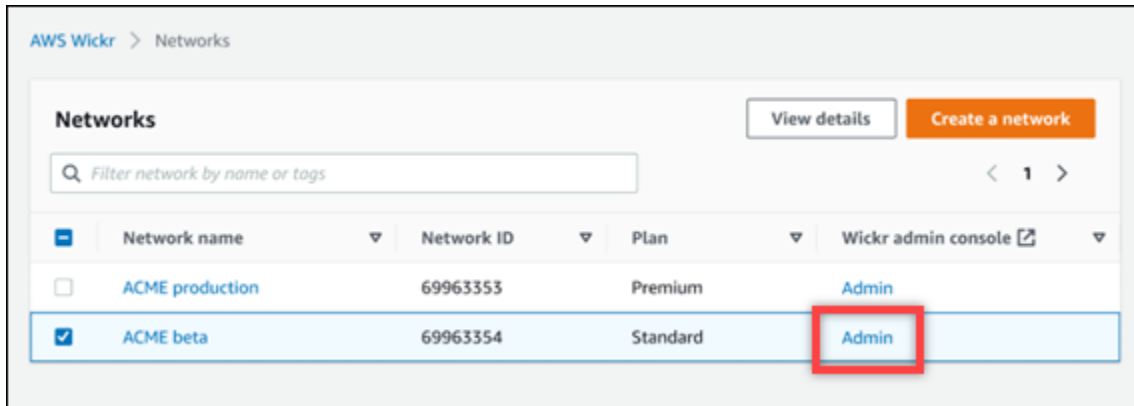 AWS Wickr > Networks
Networks View details Create a network
Filter network by name or tags < 1 >
Network name Network ID Plan Wickr admin console
ACME production 69963353 Premium Admin
ACME beta 69963354 Standard Admin